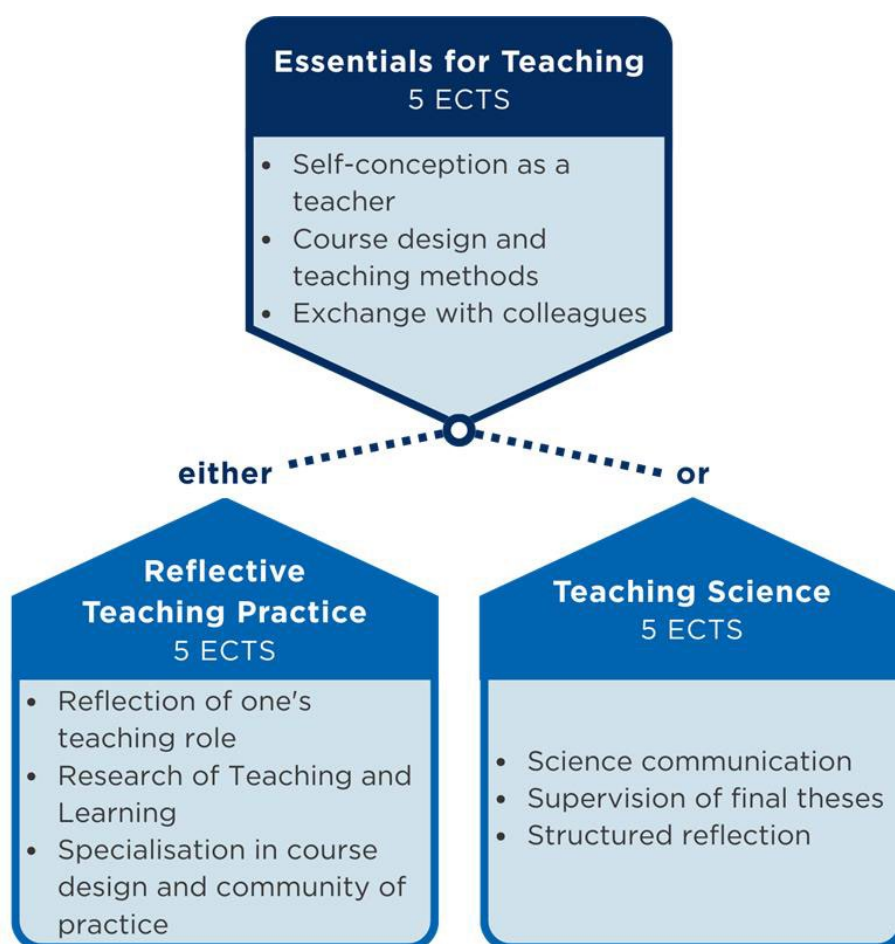 Essentials for Teaching
5 ECTS
• Self-conception as a
teacher
• Course design and
teaching methods
• Exchange with colleagues
either
or
Reflective
Teaching Practice
5 ECTS
• Reflection of one's
teaching role
• Research of Teaching and
Learning
• Specialisation in course
design and community of
practice
Teaching Science
5 ECTS
• Science communication
• Supervision of final theses
• Structured reflection